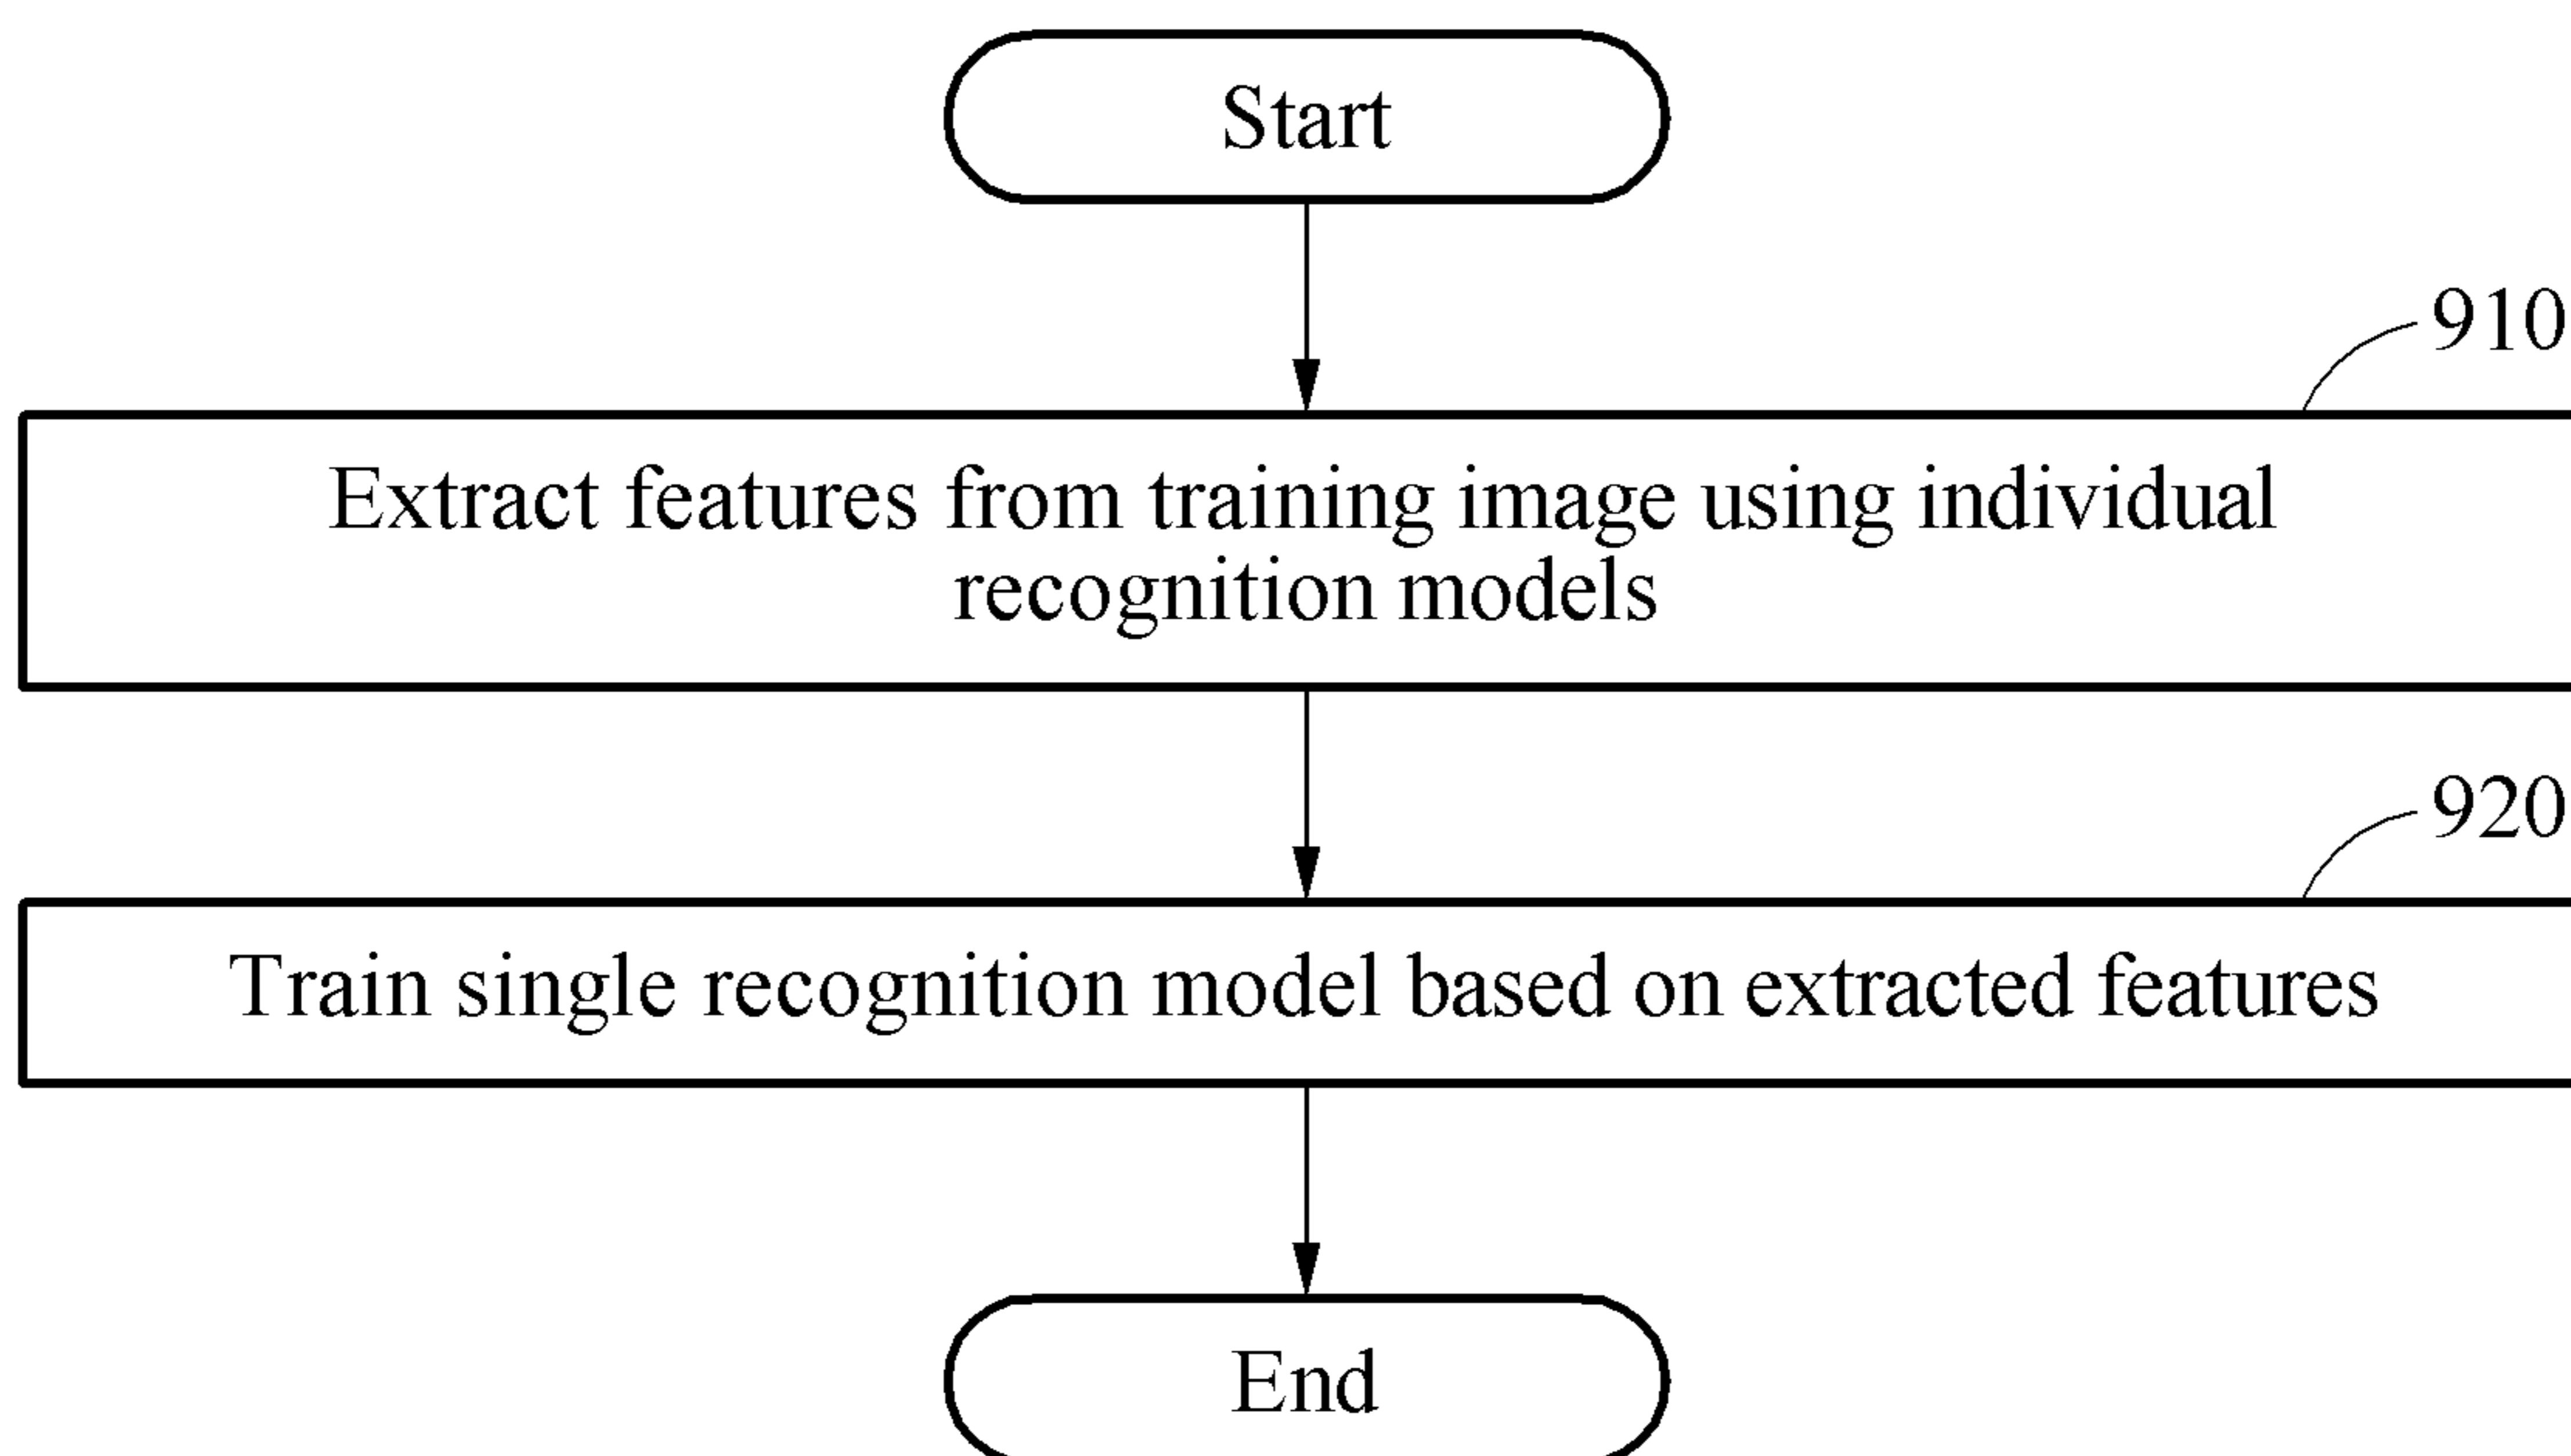 Start
910
Extract features from training image using individual
recognition models
920
Train single recognition model based on extracted features
End